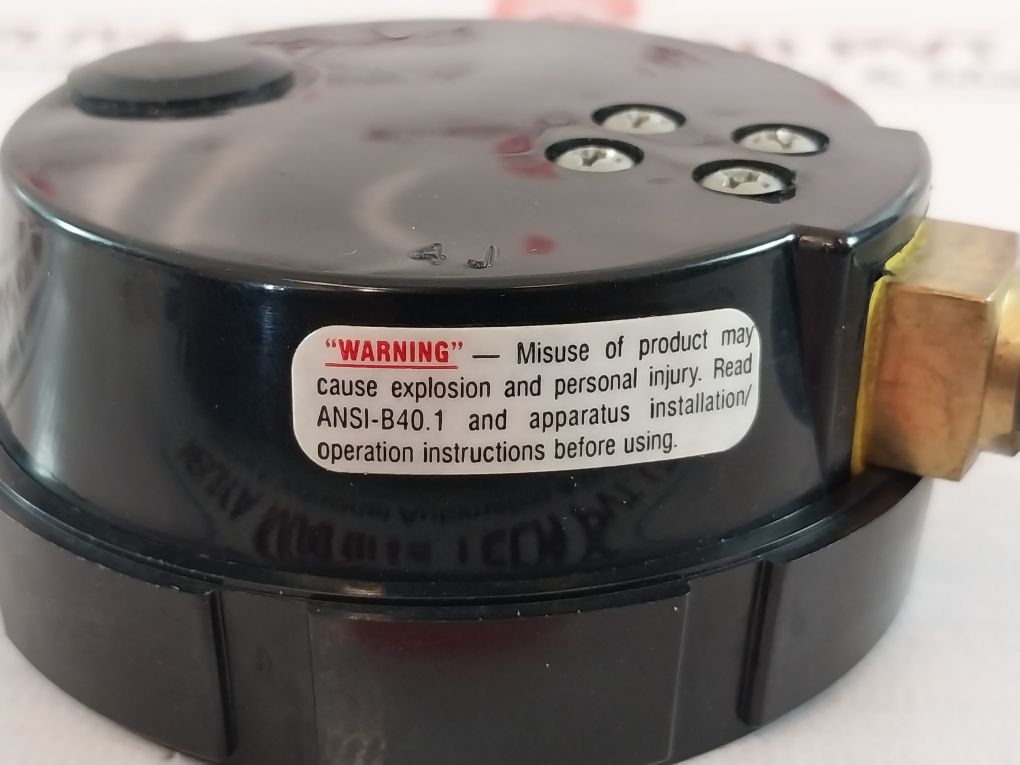 4 J
"WARNING" — Misuse of product may
cause explosion and personal injury. Read
ANSI-B40.1 and apparatus installation/
operation instructions before using.